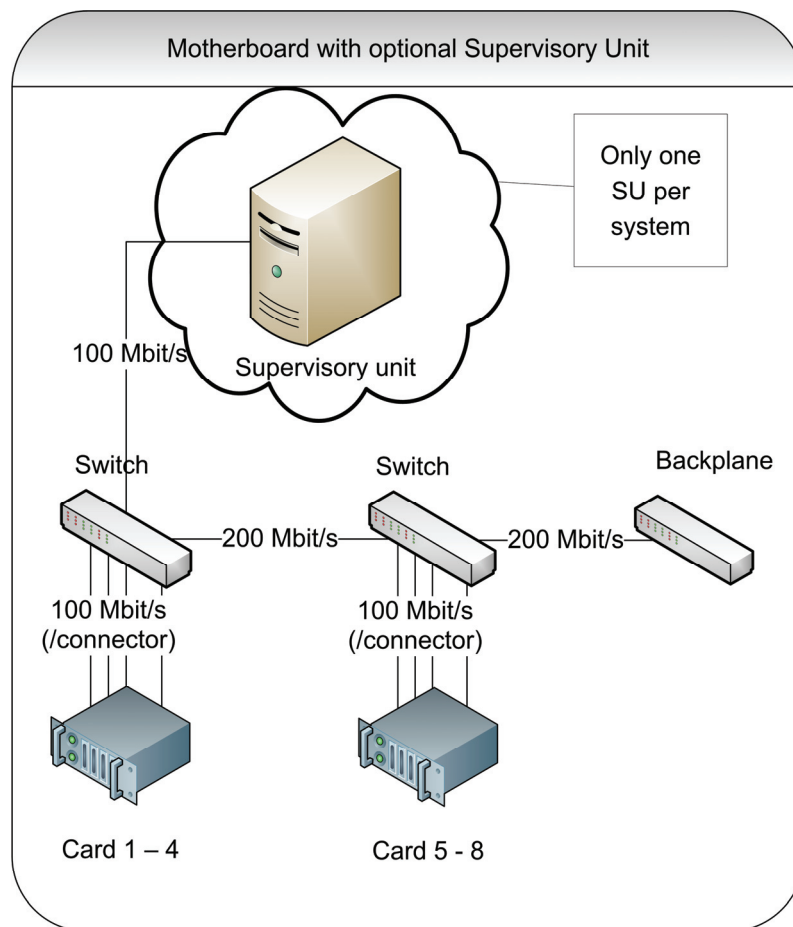 Motherboard with optional Supervisory Unit
Only one
SU per
system
100 Mbit/s
Supervisory unit
Switch
Switch
Backplane
200 Mbit/s
200 Mbit/s
100 Mbit/s
(/connector)
100 Mbit/s
(/connector)
Card 1 – 4
Card 5 - 8